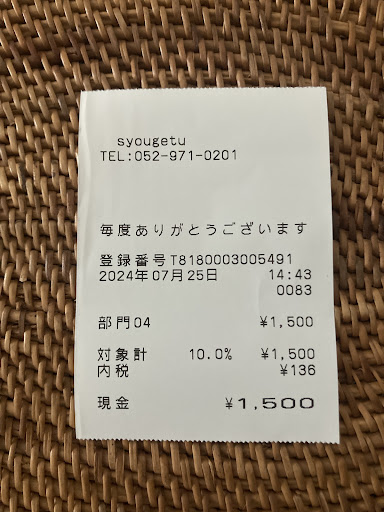 syougetu
TEL:052-971-0201
毎度ありがとうございます
登録番号T8180003005491
2024年07月25日 14:43
0083
部門04 ¥1,500
対象計 10.0% ¥1,500
内税 ¥136
現金 ¥1,500